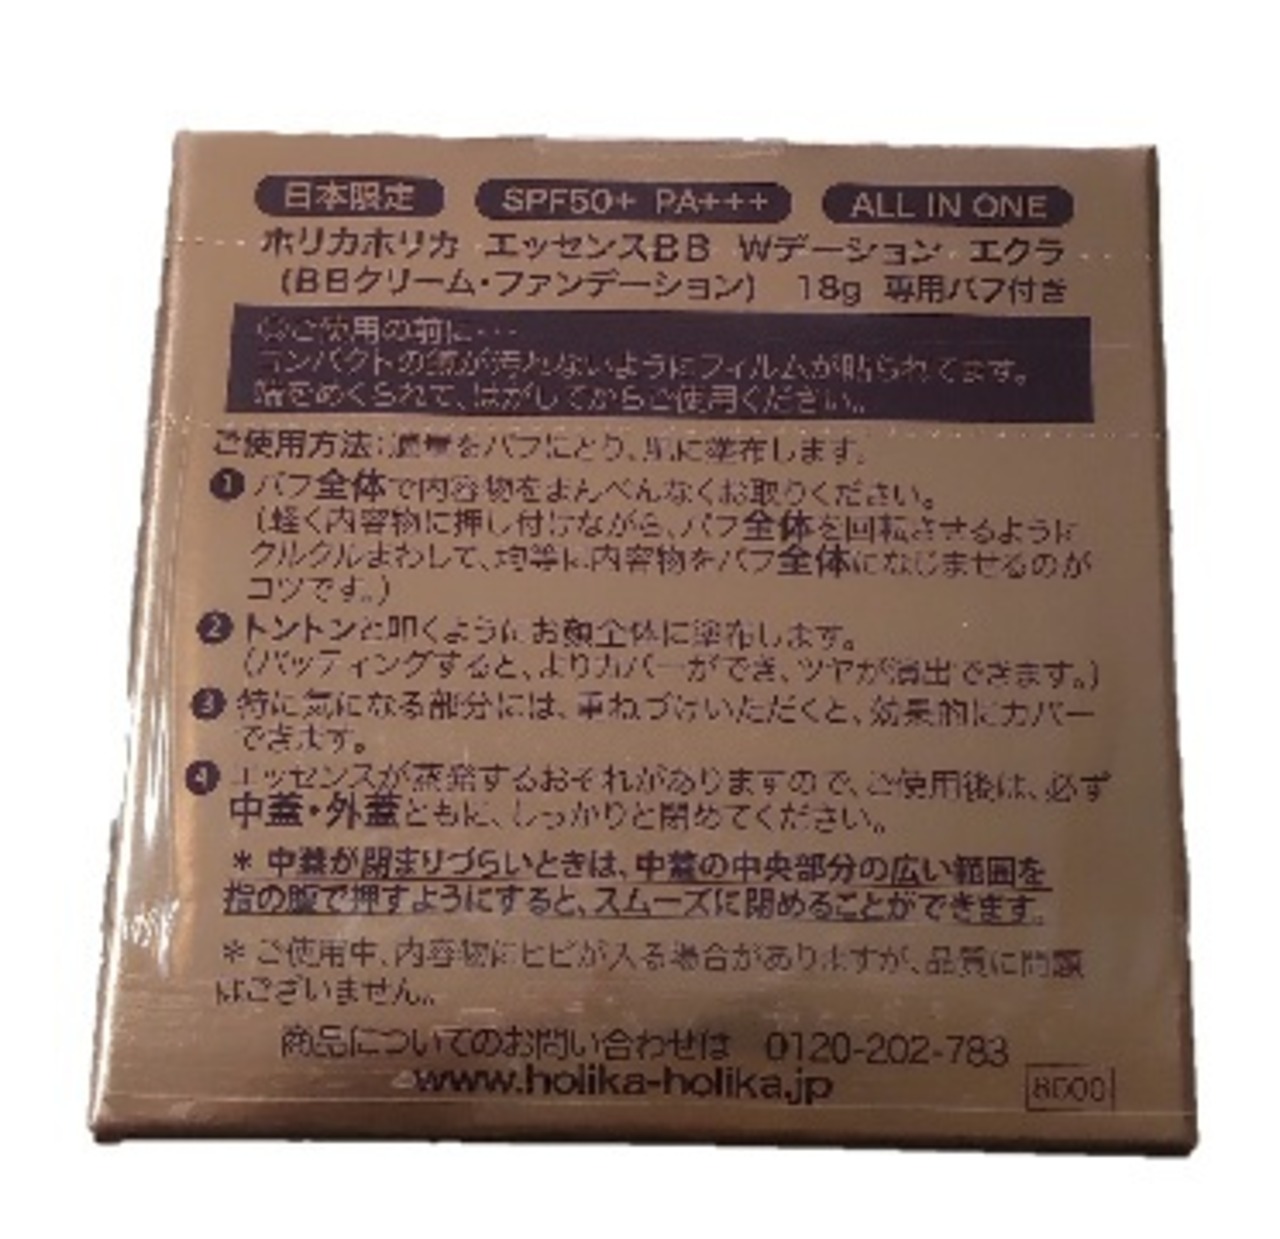 日本限定 SPF50+ PA+++ ALL IN ONE
ホリカホリカ エッセンスBB Wデーション エクラ
(BBクリーム・ファンデーション) 18g 専用パフ付き
◎ご使用の前に・・・
コンパクトの鏡が汚れないようにフィルムが貼られてます。
端をめくられて、はがしてからご使用ください。
ご使用方法:適量をパフにとり、肌に塗布します。
❶ パフ全体で内容物をまんべんなくお取りください。
(軽く内容物に押し付けながら、パフ全体を回転させるように
クルクルまわして、均等に内容物をパフ全体になじませるのが
コツです。)
❷ トントンと叩くようにお顔全体に塗布します。
(パッティングすると、よりカバーができ、ツヤが演出できます。)
❸ 特に気になる部分には、重ねづけいただくと、効果的にカバー
できます。
❹ エッセンスが蒸発するおそれがありますので、ご使用後は、必ず
中蓋・外蓋ともに、しっかりと閉めてください。
* 中蓋が閉まりづらいときは、中蓋の中央部分の広い範囲を
指の腹で押すようにすると、スムーズに閉めることができます。
* ご使用中、内容物にヒビが入る場合がありますが、品質に問題
はございません。
商品についてのお問い合わせは 0120-202-783
www.holika-holika.jp